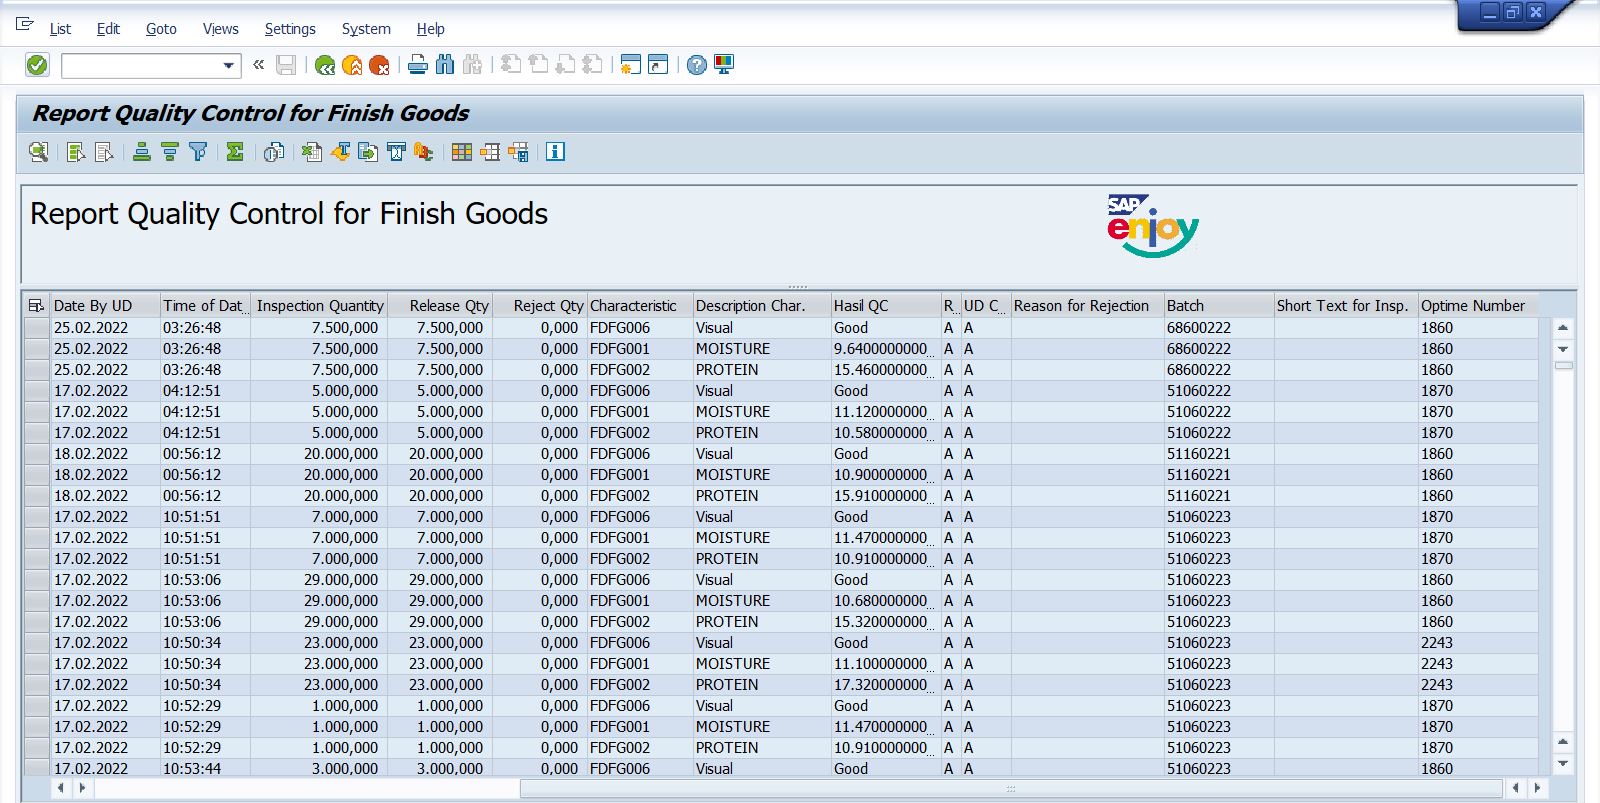 List Edit Goto Views Settings System Help
Report Quality Control for Finish Goods
Report Quality Control for Finish Goods
SAP
enjoy
Date By UD Time of Dat... Inspection Quantity Release Qty Reject Qty Characteristic Description Char. Hasil QC R... UD C... Reason for Rejection Batch Short Text for Insp. Optime Number
25.02.2022 03:26:48 7.500,000 7.500,000 0,000 FDFG006 Visual Good A A 68600222 1860
25.02.2022 03:26:48 7.500,000 7.500,000 0,000 FDFG001 MOISTURE 9.6400000000... A A 68600222 1860
25.02.2022 03:26:48 7.500,000 7.500,000 0,000 FDFG002 PROTEIN 15.460000000... A A 68600222 1860
17.02.2022 04:12:51 5.000,000 5.000,000 0,000 FDFG006 Visual Good A A 51060222 1870
17.02.2022 04:12:51 5.000,000 5.000,000 0,000 FDFG001 MOISTURE 11.120000000... A A 51060222 1870
17.02.2022 04:12:51 5.000,000 5.000,000 0,000 FDFG002 PROTEIN 10.580000000... A A 51060222 1870
18.02.2022 00:56:12 20.000,000 20.000,000 0,000 FDFG006 Visual Good A A 51160221 1860
18.02.2022 00:56:12 20.000,000 20.000,000 0,000 FDFG001 MOISTURE 10.900000000... A A 51160221 1860
18.02.2022 00:56:12 20.000,000 20.000,000 0,000 FDFG002 PROTEIN 15.910000000... A A 51160221 1860
17.02.2022 10:51:51 7.000,000 7.000,000 0,000 FDFG006 Visual Good A A 51060223 1870
17.02.2022 10:51:51 7.000,000 7.000,000 0,000 FDFG001 MOISTURE 11.470000000... A A 51060223 1870
17.02.2022 10:51:51 7.000,000 7.000,000 0,000 FDFG002 PROTEIN 10.910000000... A A 51060223 1870
17.02.2022 10:53:06 29.000,000 29.000,000 0,000 FDFG006 Visual Good A A 51060223 1860
17.02.2022 10:53:06 29.000,000 29.000,000 0,000 FDFG001 MOISTURE 10.680000000... A A 51060223 1860
17.02.2022 10:53:06 29.000,000 29.000,000 0,000 FDFG002 PROTEIN 15.320000000... A A 51060223 1860
17.02.2022 10:50:34 23.000,000 23.000,000 0,000 FDFG006 Visual Good A A 51060223 2243
17.02.2022 10:50:34 23.000,000 23.000,000 0,000 FDFG001 MOISTURE 11.100000000... A A 51060223 2243
17.02.2022 10:50:34 23.000,000 23.000,000 0,000 FDFG002 PROTEIN 17.320000000... A A 51060223 2243
17.02.2022 10:52:29 1.000,000 1.000,000 0,000 FDFG006 Visual Good A A 51060223 1870
17.02.2022 10:52:29 1.000,000 1.000,000 0,000 FDFG001 MOISTURE 11.470000000... A A 51060223 1870
17.02.2022 10:52:29 1.000,000 1.000,000 0,000 FDFG002 PROTEIN 10.910000000... A A 51060223 1870
17.02.2022 10:53:44 3.000,000 3.000,000 0,000 FDFG006 Visual Good A A 51060223 1860